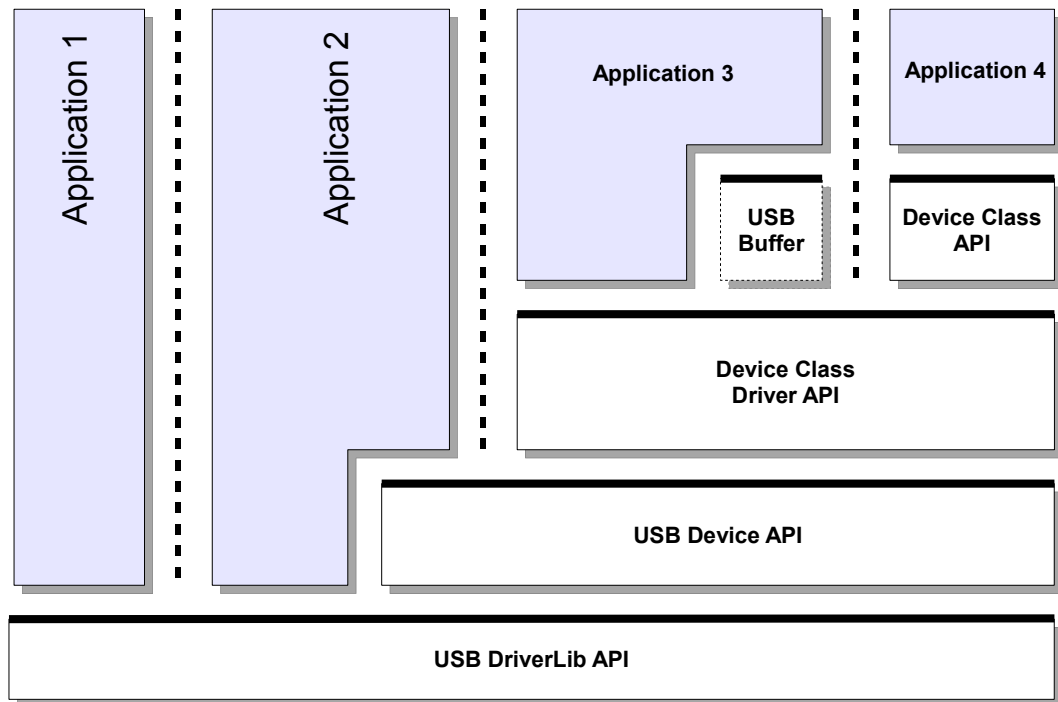 Application 1
Application 2
Application 3
Application 4
USB
Buffer
Device Class
API
Device Class
Driver API
USB Device API
USB DriverLib API